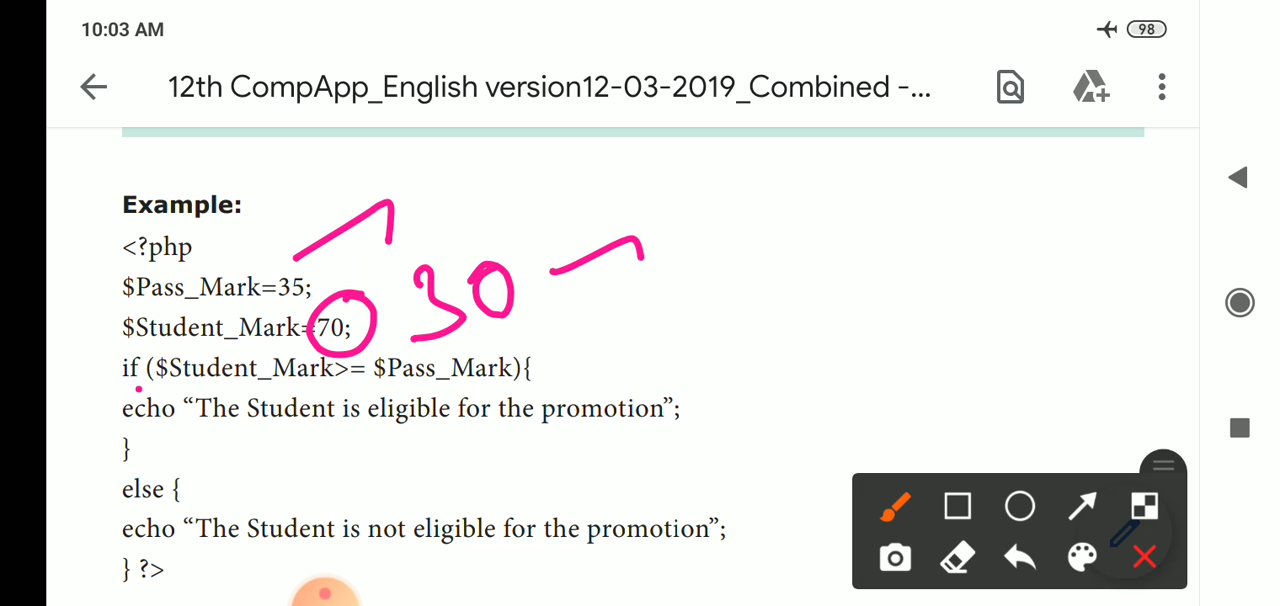 10:03 AM
98
12th CompApp_English version12-03-2019_Combined -...
Example:
<?php
$Pass_Mark=35;
30
$Student_Mark=70;
if ($Student_Mark>= $Pass_Mark){
echo “The Student is eligible for the promotion”;
}
else {
echo “The Student is not eligible for the promotion”;
} ?>